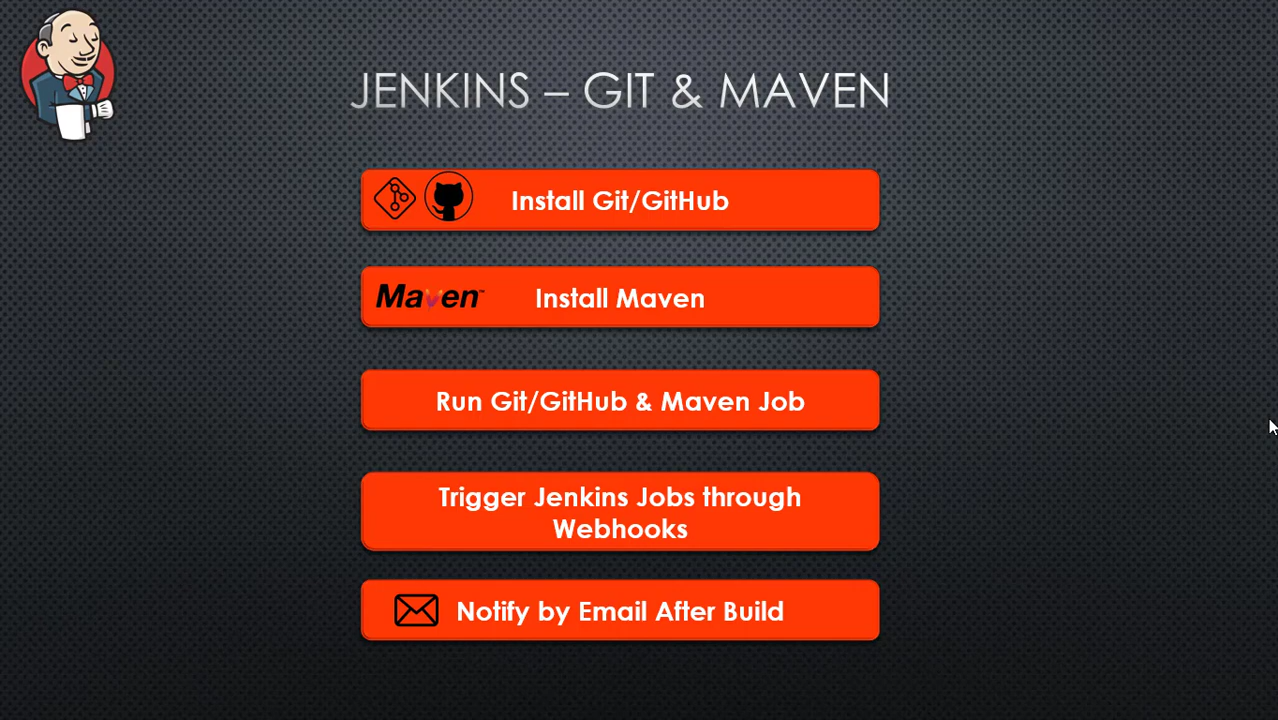 JENKINS – GIT & MAVEN
Install Git/GitHub
Maven™ Install Maven
Run Git/GitHub & Maven Job
Trigger Jenkins Jobs through
Webhooks
Notify by Email After Build